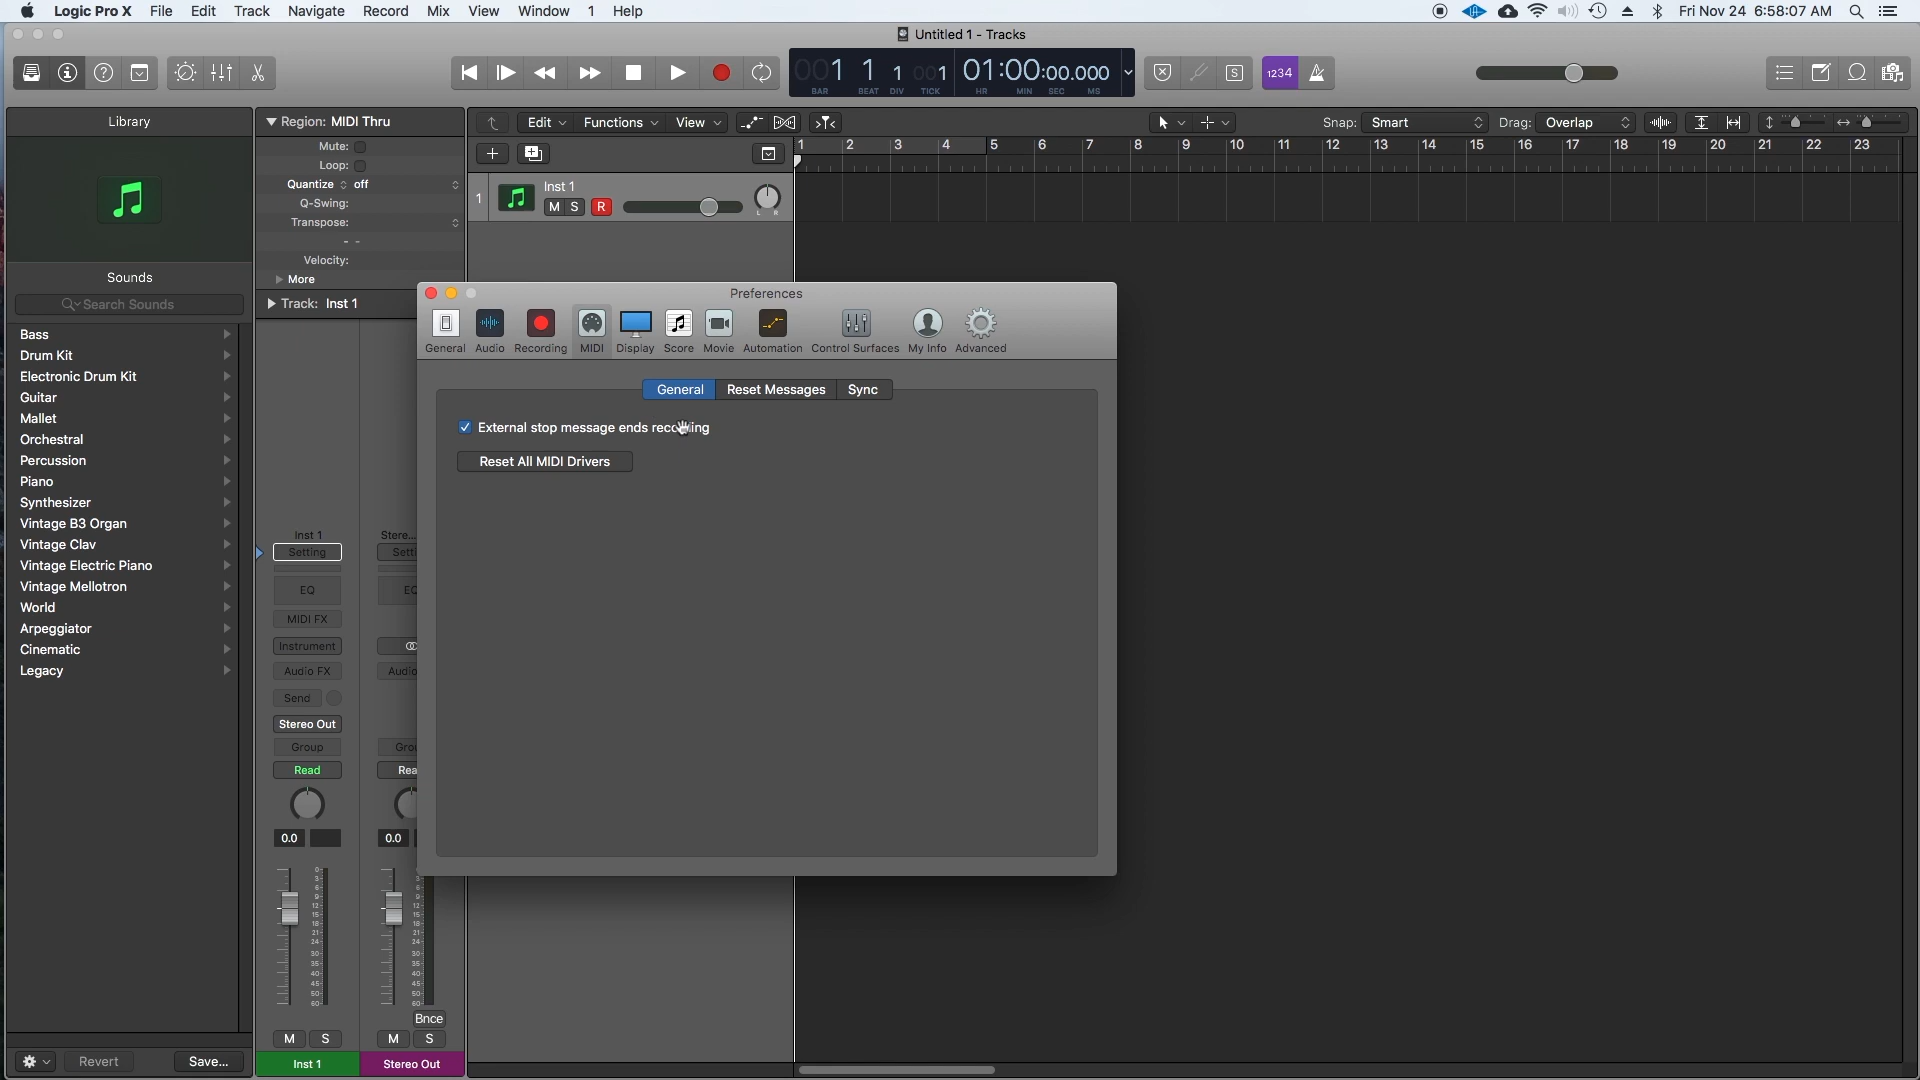 Logic Pro X File Edit Track Navigate Record Mix View Window 1 Help Fri Nov 24 6:58:07 AM
Untitled 1 - Tracks
001 1 1 001 01:00:00.000 1234
BAR BEAT DIV TICK HR MIN SEC MS
Library
Region: MIDI Thru
Edit Functions View Snap: Smart Drag: Overlap
Mute:
Loop:
Quantize off
Q-Swing:
Transpose:
- -
Velocity:
More
Track: Inst 1
1 2 3 4 5 6 7 8 9 10 11 12 13 14 15 16 17 18 19 20 21 22 23
1 Inst 1
M S R
L R
Sounds
Search Sounds
Bass
Drum Kit
Electronic Drum Kit
Guitar
Mallet
Orchestral
Percussion
Piano
Synthesizer
Vintage B3 Organ
Vintage Clav
Vintage Electric Piano
Vintage Mellotron
World
Arpeggiator
Cinematic
Legacy
Revert Save...
Preferences
General Audio Recording MIDI Display Score Movie Automation Control Surfaces My Info Advanced
General Reset Messages Sync
External stop message ends recording
Reset All MIDI Drivers
Inst 1 Stere...
Setting Setti
EQ EQ
MIDI FX
Instrument
Audio FX Audio
Send
Stereo Out
Group Grou
Read Rea
0.0 0.0
Bnce
M S M S
Inst 1 Stereo Out